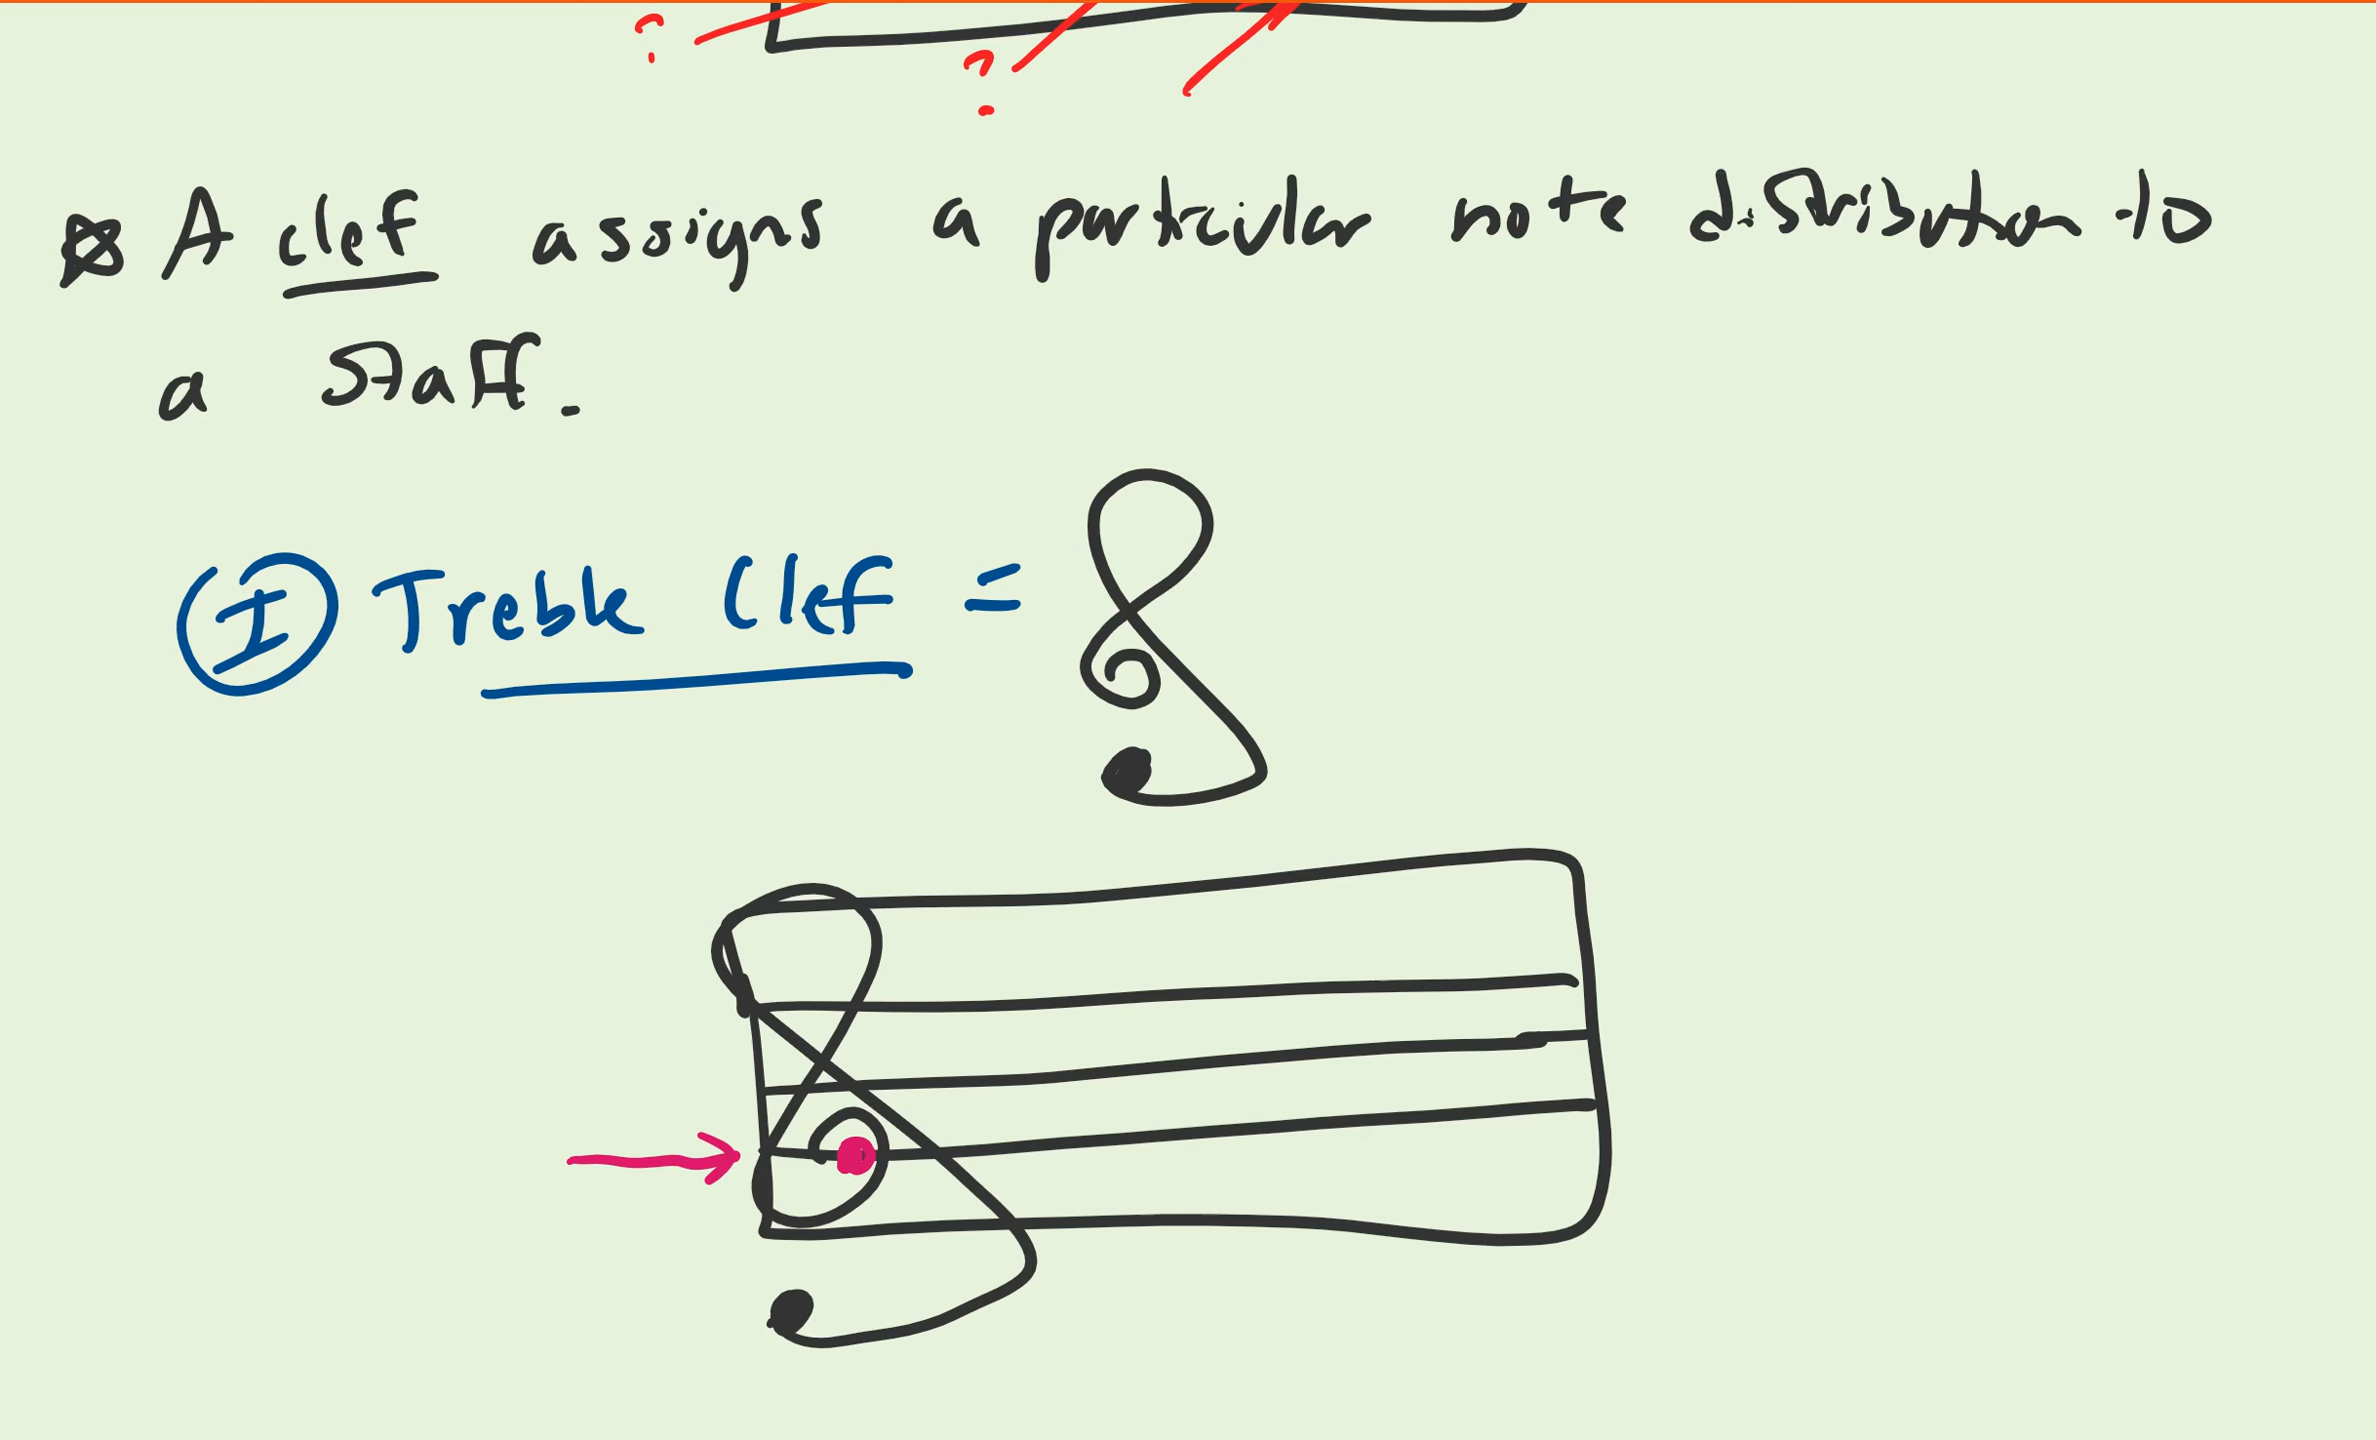 ? ?
A clef assigns a particular note distribution to
a staff.
I Treble Clef =